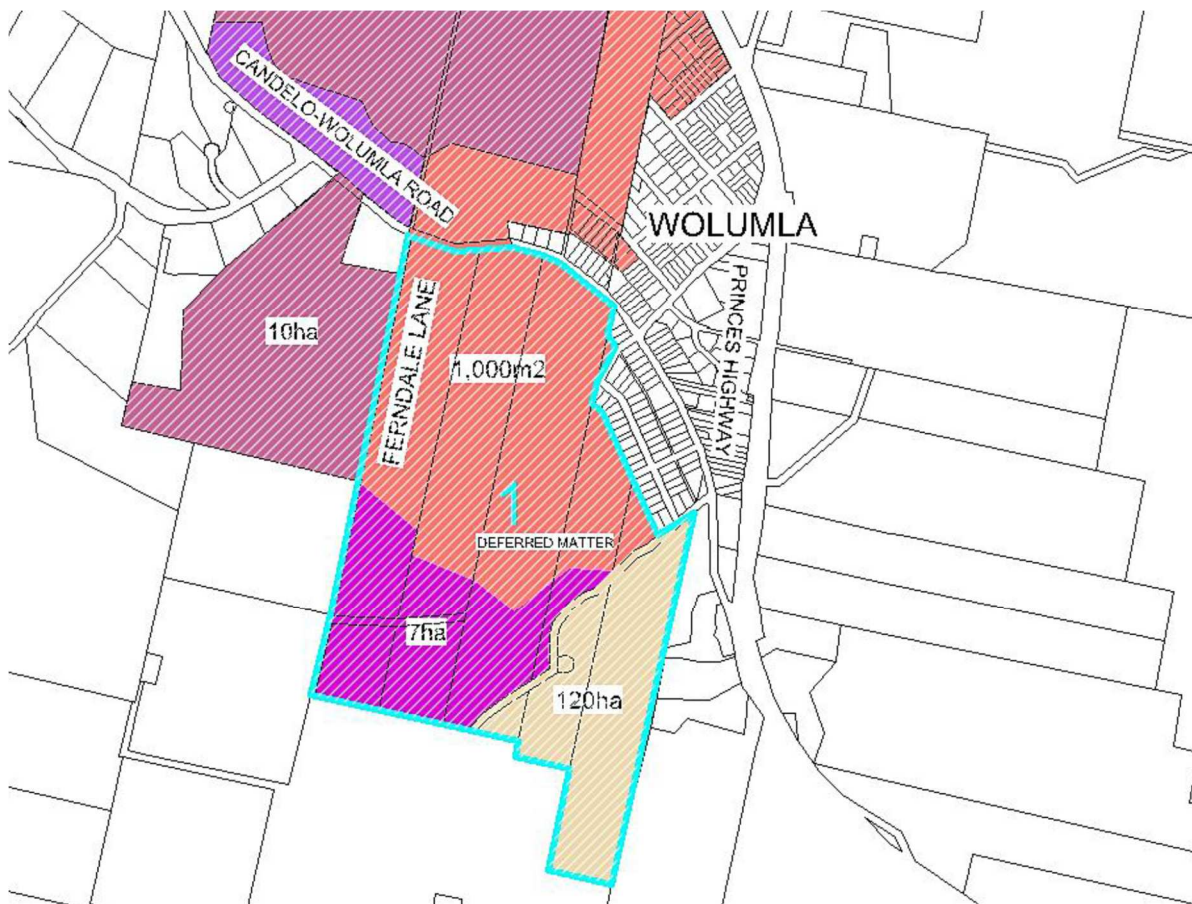 CANDELO-WOLUMLA ROAD
WOLUMLA
PRINCES HIGHWAY
FERNDALE LANE
10ha
1,000m2
1
DEFERRED MATTER
7ha
120ha